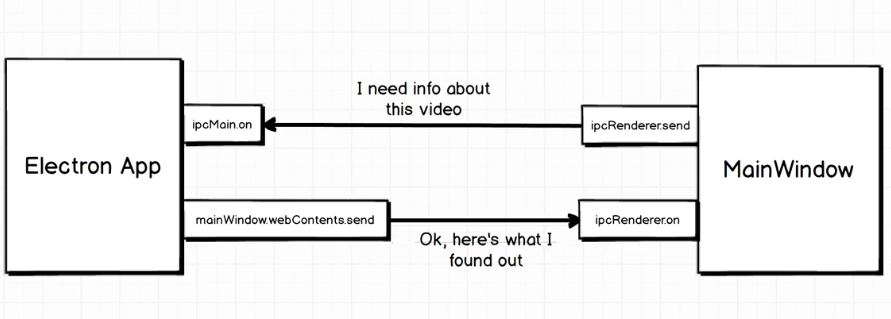 I need info about
this video
ipcMain.on
ipcRenderer.send
Electron App
MainWindow
mainWindow.webContents.send
ipcRenderer.on
Ok, here's what I
found out